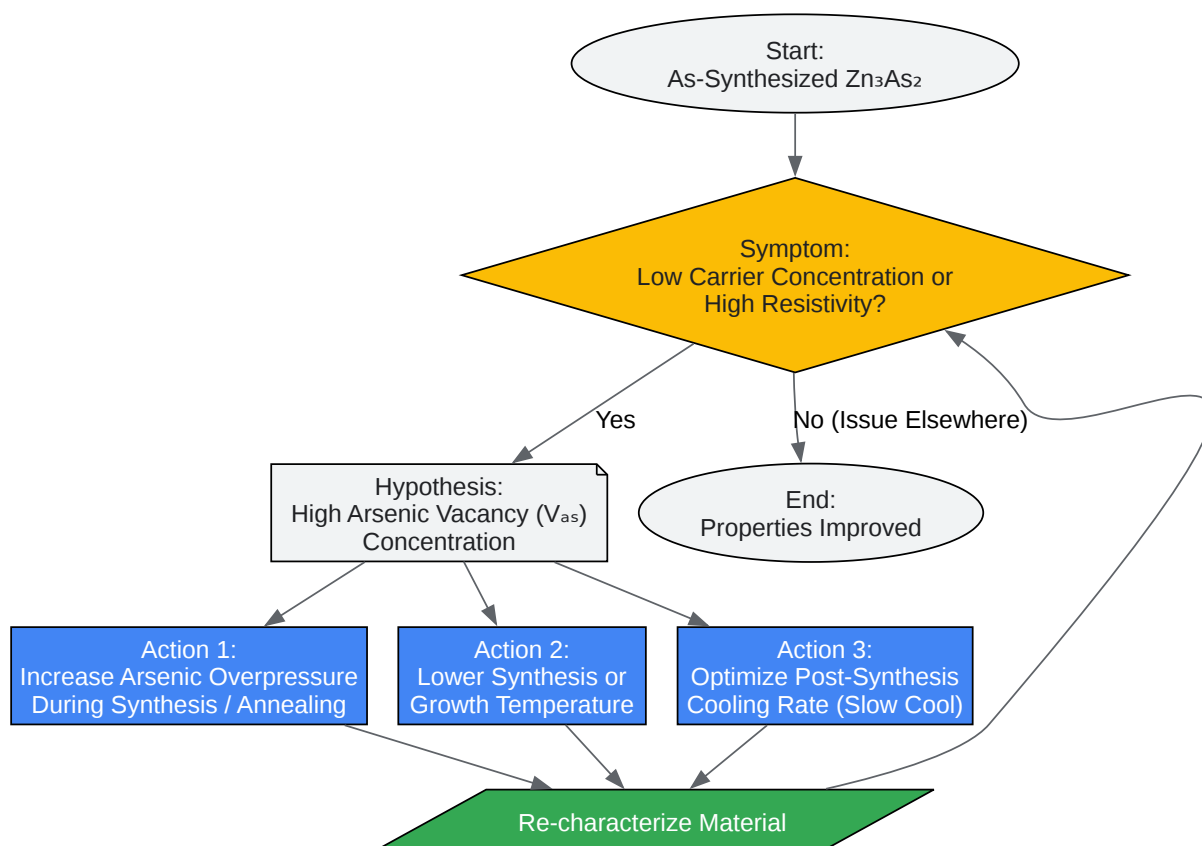 Start:
As-Synthesized Zn₃As₂
Symptom:
Low Carrier Concentration or
High Resistivity?
Yes
No (Issue Elsewhere)
Hypothesis:
High Arsenic Vacancy (Vₐₛ)
Concentration
End:
Properties Improved
Action 1:
Increase Arsenic Overpressure
During Synthesis / Annealing
Action 2:
Lower Synthesis or
Growth Temperature
Action 3:
Optimize Post-Synthesis
Cooling Rate (Slow Cool)
Re-characterize Material